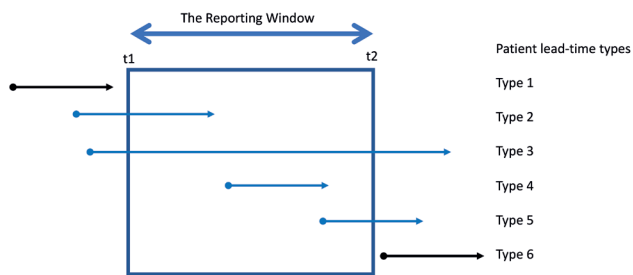 The Reporting Window
t1
t2
Patient lead-time types
Type 1
Type 2
Type 3
Type 4
Type 5
Type 6